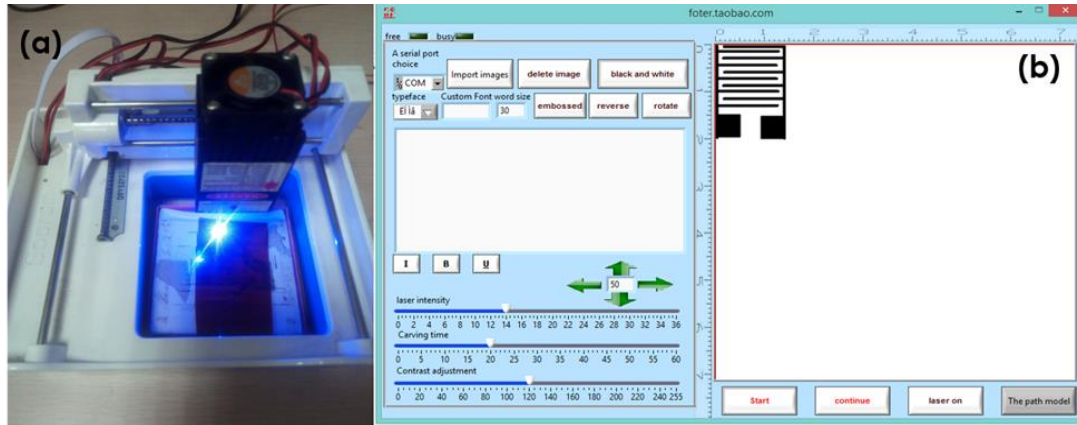 (a)
foter.taobao.com
free busy
A serial port
choice
COM
Import images
delete image
black and white
typeface
Custom Font word size
30
embossed
reverse
rotate
I B U
50
laser intensity
0 2 4 6 8 10 12 14 16 18 20 22 24 26 28 30 32 34 36
Carving time
0 5 10 15 20 25 30 35 40 45 50 55 60
Contrast adjustment
0 20 40 60 80 100 120 140 160 180 200 220 240 255
0 1 2 3 4 5 6 7
(b)
Start
continue
laser on
The path model